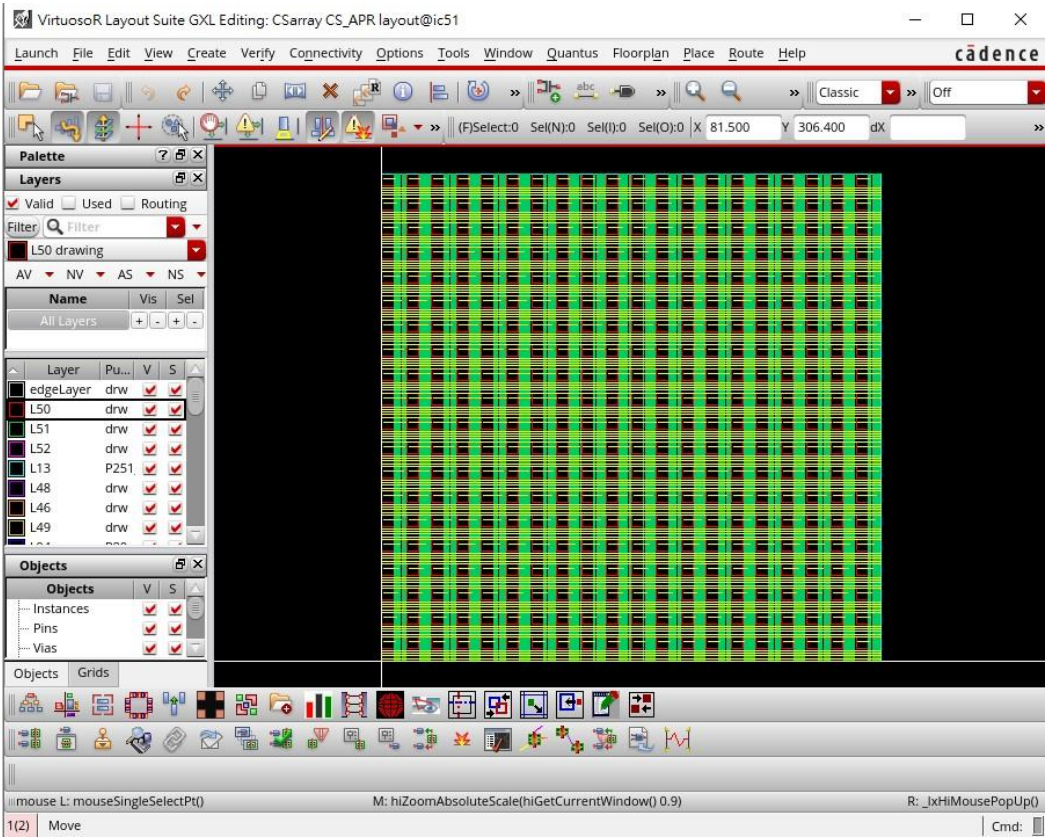 VirtuosoR Layout Suite GXL Editing: CSarray CS_APR layout@ic51
Launch File Edit View Create Verify Connectivity Options Tools Window Quantus Floorplan Place Route Help cādence
R abc » » » Classic » Off
» (F)Select:0 Sel(N):0 Sel(I):0 Sel(O):0 X 81.500 Y 306.400 dX »
Palette
Layers
Valid Used Routing
Filter Filter
L50 drawing
AV NV AS NS
Name Vis Sel
All Layers + - + -
Layer Pu... V S
edgeLayer drw
L50 drw
L51 drw
L52 drw
L13 P251
L48 drw
L46 drw
L49 drw
Objects
Objects V S
Instances
Pins
Vias
Objects Grids
mouse L: mouseSingleSelectPt() M: hiZoomAbsoluteScale(hiGetCurrentWindow() 0.9) R: _lxHiMousePopUp()
1(2) Move Cmd: